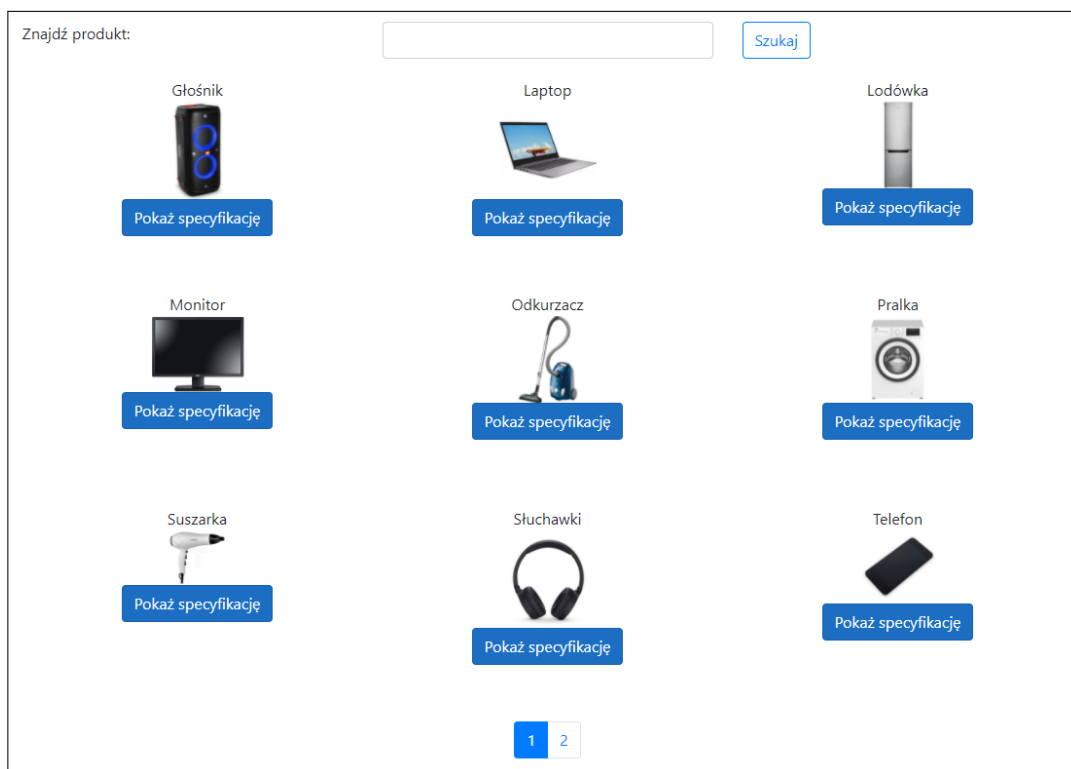 Znajdź produkt:
Szukaj
Głośnik
Laptop
Lodówka
Pokaż specyfikację
Pokaż specyfikację
Pokaż specyfikację
Monitor
Odkurzacz
Pralka
Pokaż specyfikację
Pokaż specyfikację
Pokaż specyfikację
Suszarka
Słuchawki
Telefon
Pokaż specyfikację
Pokaż specyfikację
Pokaż specyfikację
1
2